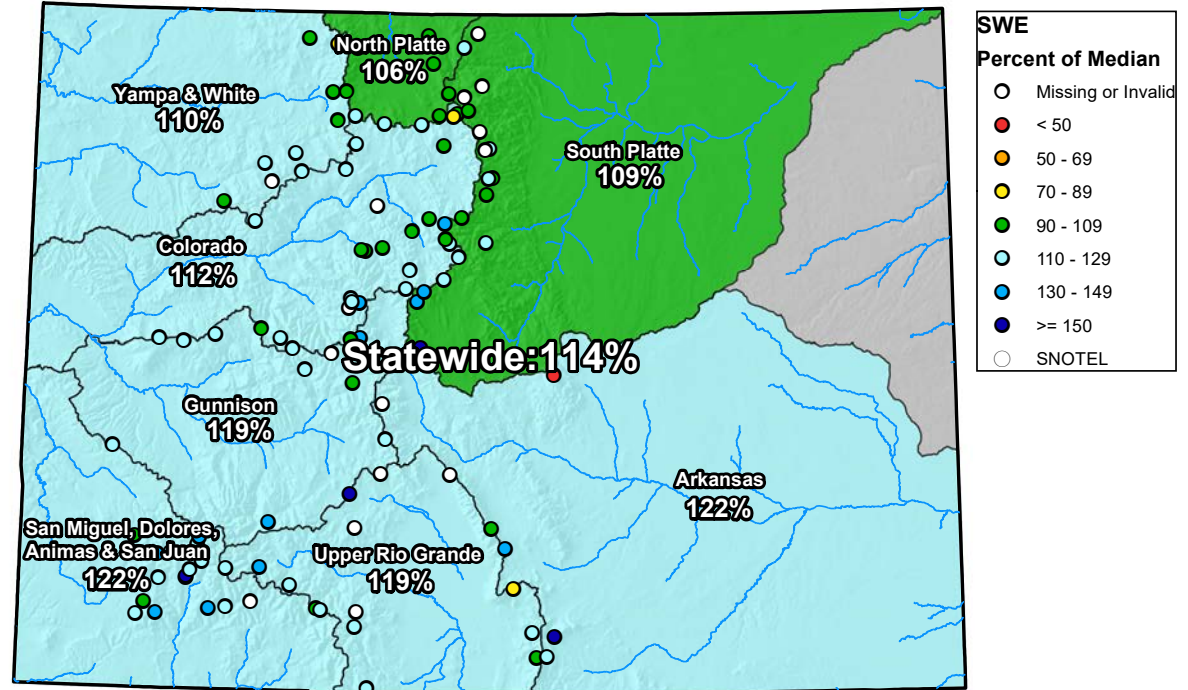 North Platte
106%
Yampa & White
110%
South Platte
109%
Colorado
112%
Statewide:114%
Gunnison
119%
Arkansas
122%
San Miguel, Dolores,
Animas & San Juan
122%
Upper Rio Grande
119%
SWE
Percent of Median
Missing or Invalid
< 50
50 - 69
70 - 89
90 - 109
110 - 129
130 - 149
>= 150
SNOTEL